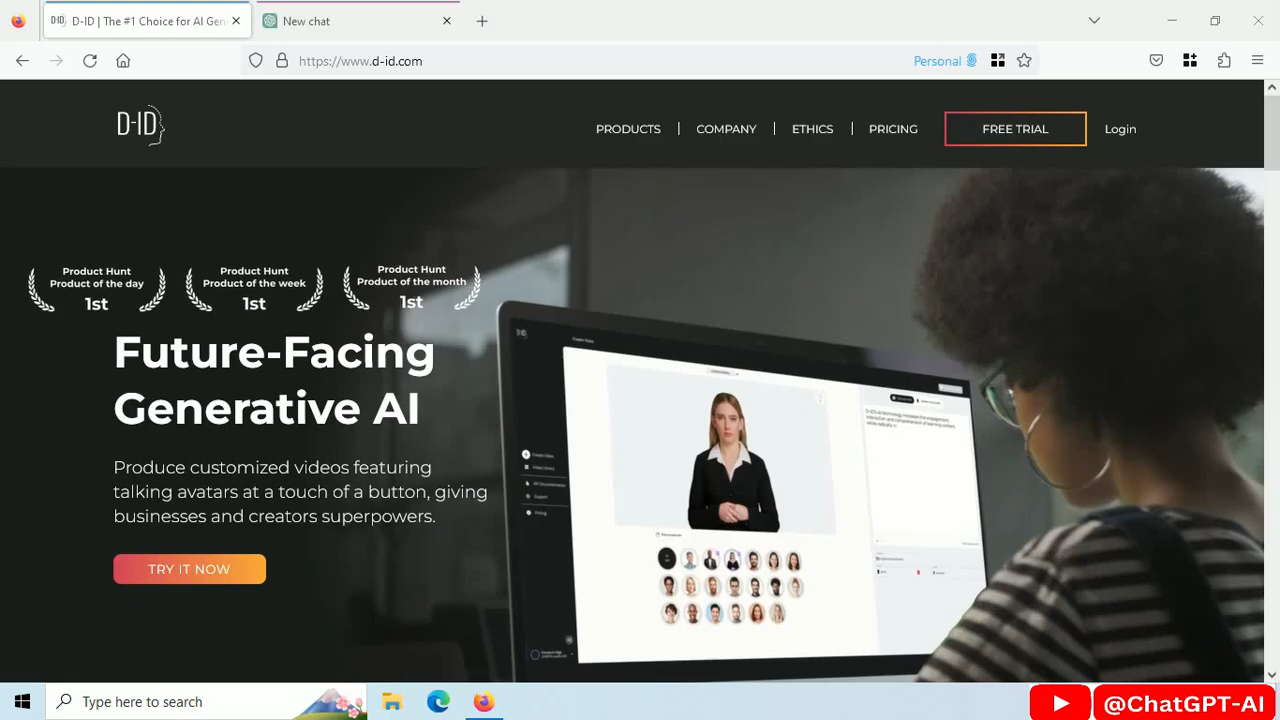 D-ID | The #1 Choice for AI Gen
New chat
https://www.d-id.com
Personal
D-ID
PRODUCTS
COMPANY
ETHICS
PRICING
FREE TRIAL
Login
Product Hunt
Product of the day
1st
Product Hunt
Product of the week
1st
Product Hunt
Product of the month
1st
Future-Facing
Generative AI
Produce customized videos featuring
talking avatars at a touch of a button, giving
businesses and creators superpowers.
TRY IT NOW
Type here to search
@ChatGPT-AI